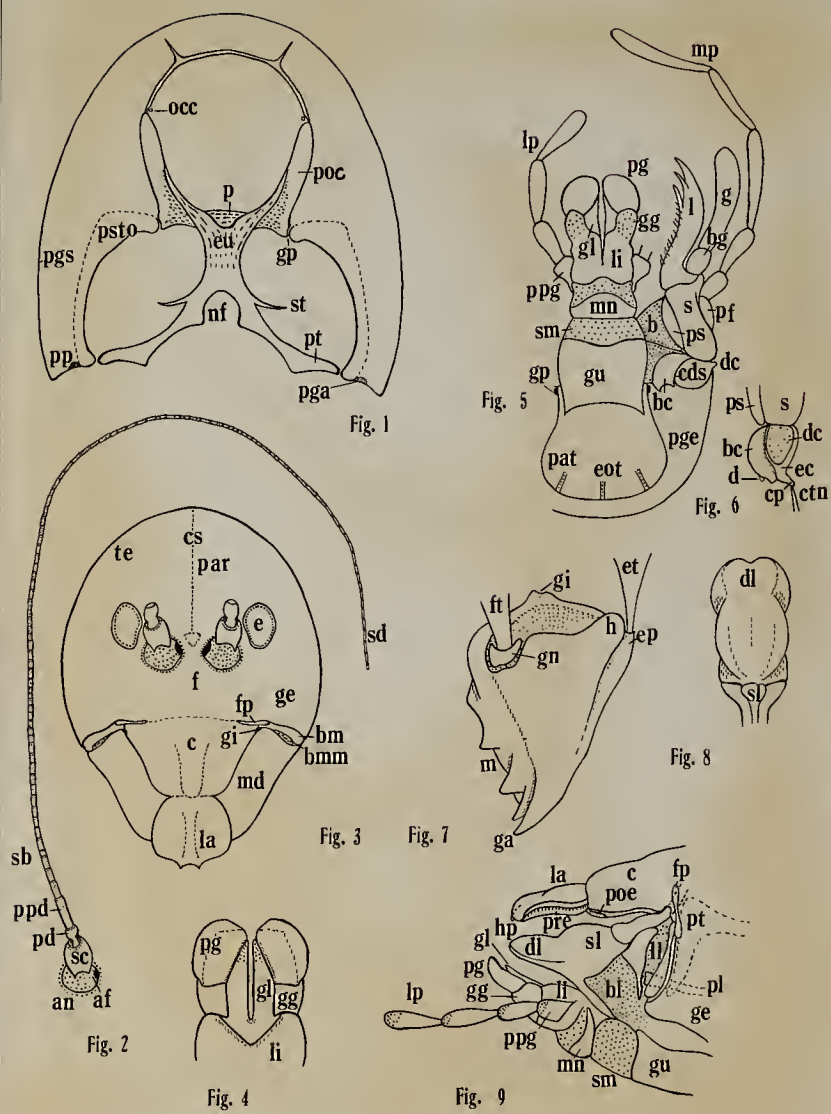 occ
poc
p
psto
eu
gp
pgs
st
nf
pp
pt
pga
Fig. 1
mp
lp
pg
g
l
gg
gl
li
bg
ppg
mn
s
pf
sm
b
ps
gu
dc
cds
gp
bc
Fig. 5
pge
pat
eot
ps
s
bc
dc
d
ec
cp
ctn
Fig. 6
cs
te
par
e
sd
f
ge
fp
bm
gi
bmm
c
md
la
Fig. 3
sb
ppd
pd
sc
an
af
Fig. 2
pg
gl
gg
li
Fig. 4
et
gi
ft
h
ep
gn
m
ga
Fig. 7
dl
sl
Fig. 8
la
c
fp
poe
pre
pt
hp
dl
sl
gl
pg
ll
gg
li
bl
pl
lp
ppg
ge
mn
sm
gu
Fig. 9